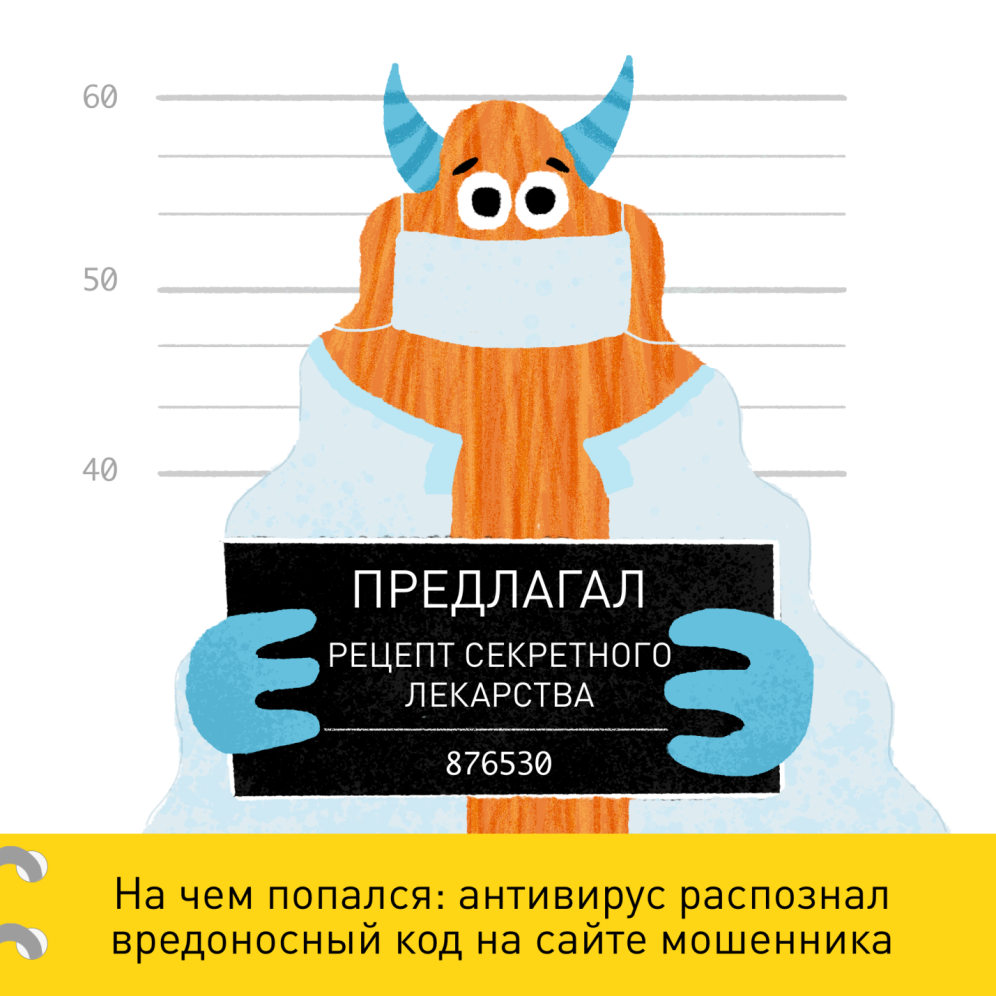 60
50
40
ПРЕДЛАГАЛ
РЕЦЕПТ СЕКРЕТНОГО
ЛЕКАРСТВА
876530
На чем попался: антивирус распознал
вредоносный код на сайте мошенника